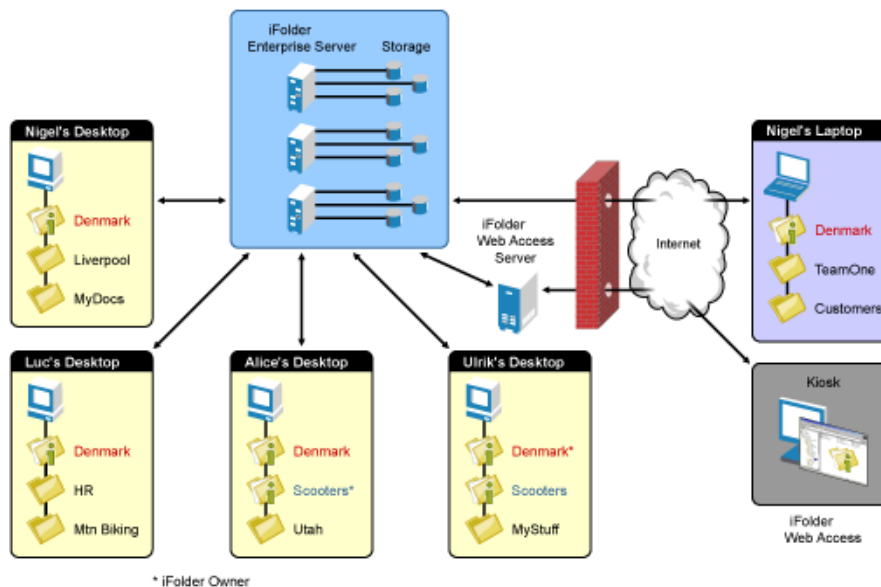 iFolder
Enterprise Server
Storage
Nigel's Desktop
Denmark
Liverpool
MyDocs
iFolder
Web Access
Server
Internet
Nigel's Laptop
Denmark
TeamOne
Customers
Luc's Desktop
Denmark
HR
Mtn Biking
Alice's Desktop
Denmark
Scooters*
Utah
Ulrik's Desktop
Denmark*
Scooters
MyStuff
Kiosk
iFolder
Web Access
* iFolder Owner